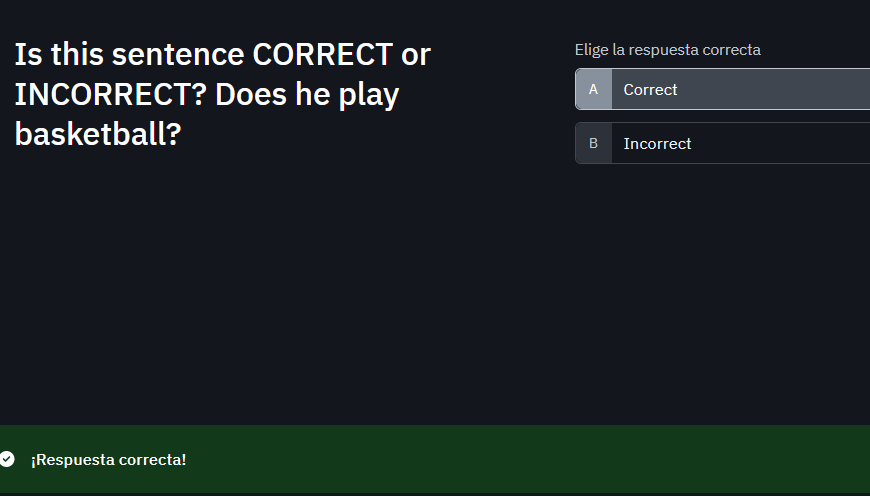 Is this sentence CORRECT or
INCORRECT? Does he play
basketball?
Elige la respuesta correcta
A Correct
B Incorrect
¡Respuesta correcta!